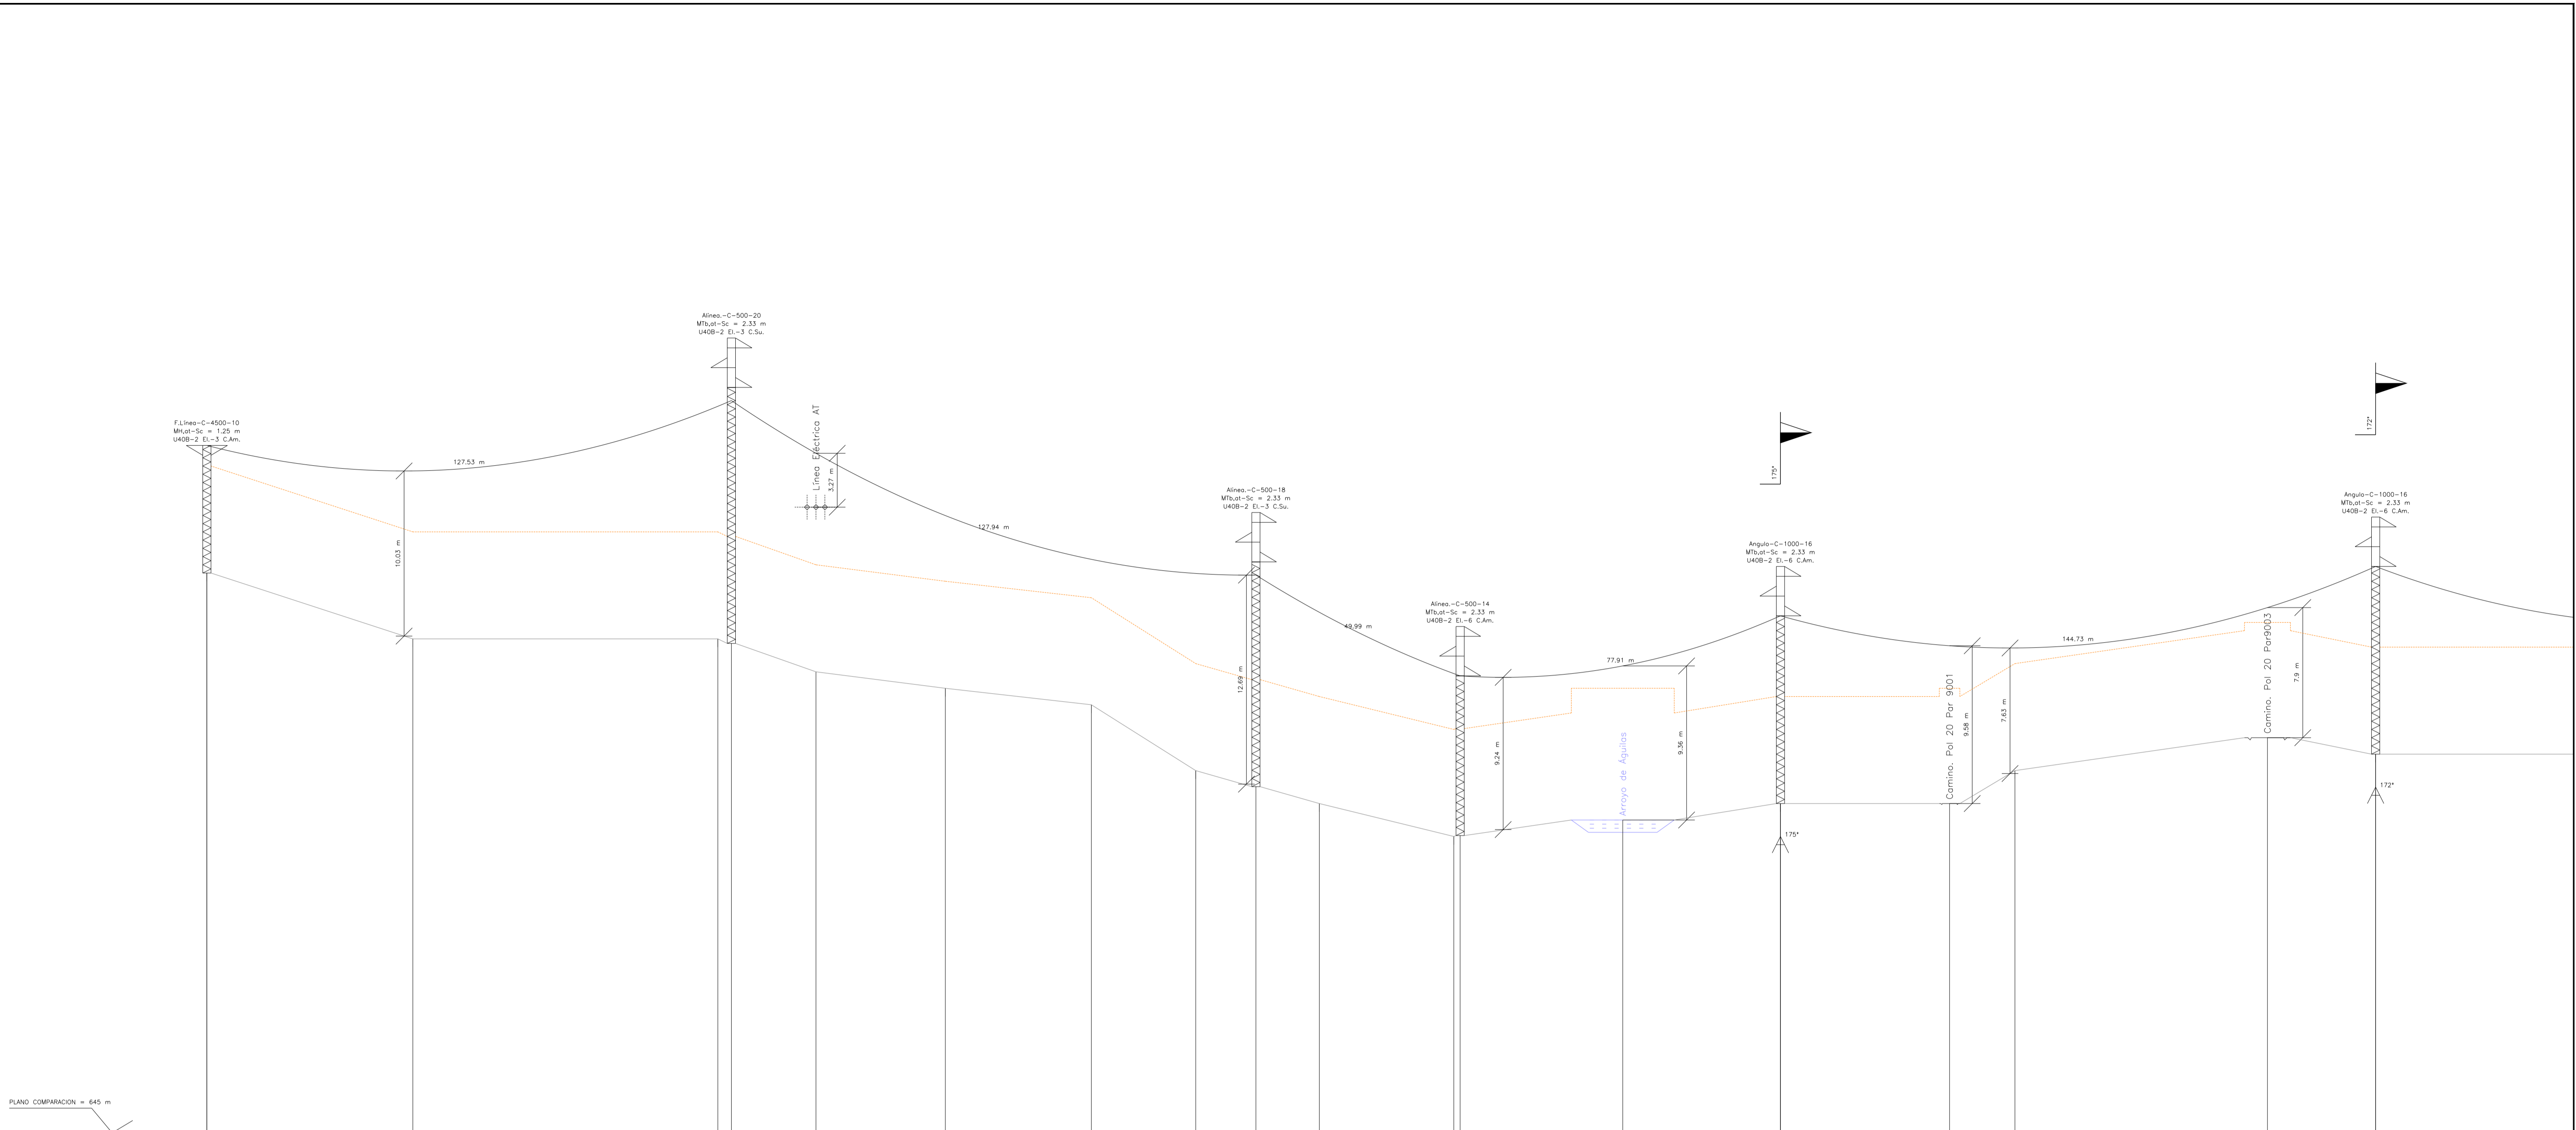 F.Línea-C-4500-10
MH,at-Sc = 1.25 m
U40B-2 El.-3 C.Am.
10.03 m
127.53 m
Alinea.-C-500-20
MTb,at-Sc = 2.33 m
U40B-2 El.-3 C.Su.
Línea Eléctrica AT
3.27 m
127.94 m
Alinea.-C-500-18
MTb,at-Sc = 2.33 m
U40B-2 El.-3 C.Su.
12.69 m
49.99 m
Alinea.-C-500-14
MTb,at-Sc = 2.33 m
U40B-2 El.-6 C.Am.
9.24 m
77.91 m
Arroyo de Águilas
9.36 m
175°
Angulo-C-1000-16
MTb,at-Sc = 2.33 m
U40B-2 El.-6 C.Am.
175°
Camino. Pol 20 Par 9001
9.58 m
7.63 m
144.73 m
Camino. Pol 20 Par9003
7.9 m
172°
Angulo-C-1000-16
MTb,at-Sc = 2.33 m
U40B-2 El.-6 C.Am.
172°
PLANO COMPARACION = 645 m